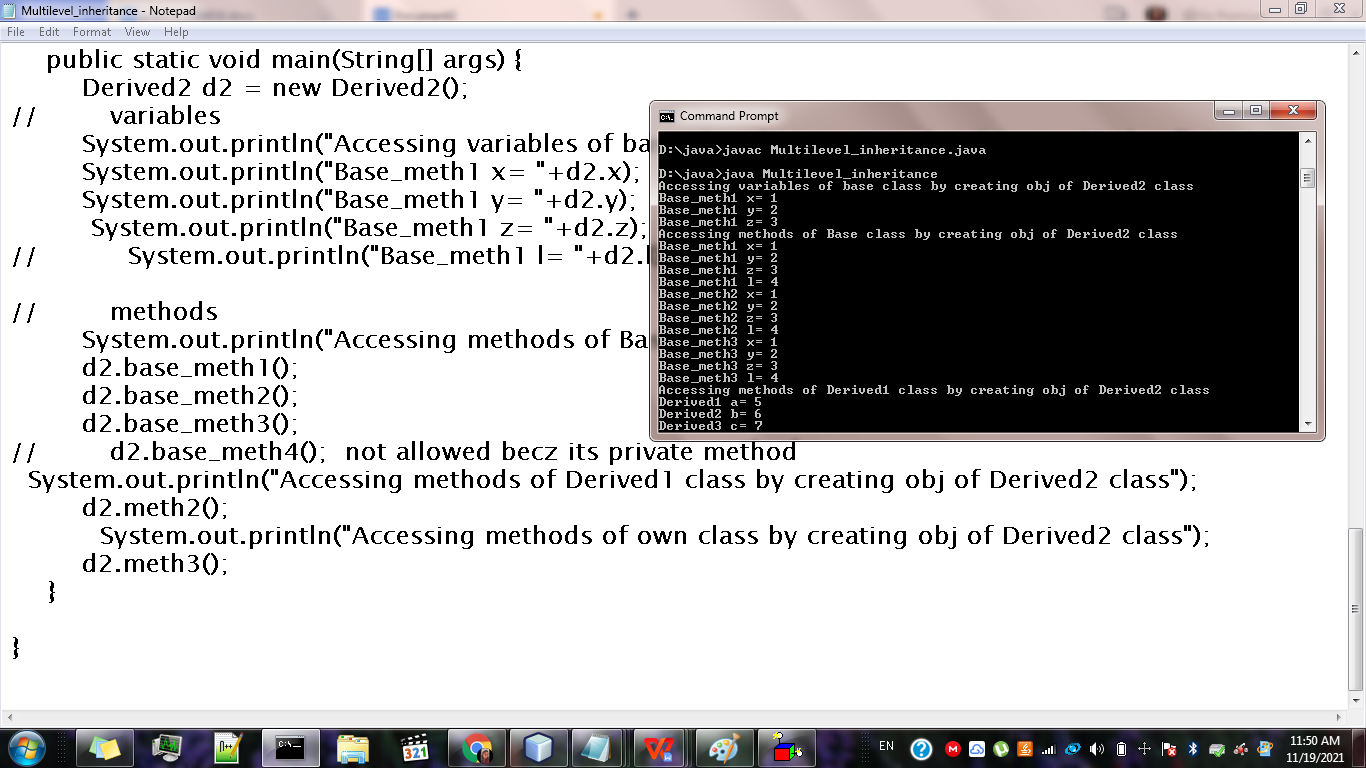 Multilevel_inheritance - Notepad
File Edit Format View Help
public static void main(String[] args) {
Derived2 d2 = new Derived2();
// variables
System.out.println("Accessing variables of ba
System.out.println("Base_meth1 x= "+d2.x);
System.out.println("Base_meth1 y= "+d2.y);
System.out.println("Base_meth1 z= "+d2.z);
// System.out.println("Base_meth1 l= "+d2.l
// methods
System.out.println("Accessing methods of Ba
d2.base_meth1();
d2.base_meth2();
d2.base_meth3();
// d2.base_meth4(); not allowed becz its private method
System.out.println("Accessing methods of Derived1 class by creating obj of Derived2 class");
d2.meth2();
System.out.println("Accessing methods of own class by creating obj of Derived2 class");
d2.meth3();
}
}
Command Prompt
D:\java>javac Multilevel_inheritance.java
D:\java>java Multilevel_inheritance
Accessing variables of base class by creating obj of Derived2 class
Base_meth1 x= 1
Base_meth1 y= 2
Base_meth1 z= 3
Accessing methods of Base class by creating obj of Derived2 class
Base_meth1 x= 1
Base_meth1 y= 2
Base_meth1 z= 3
Base_meth1 l= 4
Base_meth2 x= 1
Base_meth2 y= 2
Base_meth2 z= 3
Base_meth2 l= 4
Base_meth3 x= 1
Base_meth3 y= 2
Base_meth3 z= 3
Base_meth3 l= 4
Accessing methods of Derived1 class by creating obj of Derived2 class
Derived1 a= 5
Derived2 b= 6
Derived3 c= 7
321
EN
11:50 AM
11/19/2021